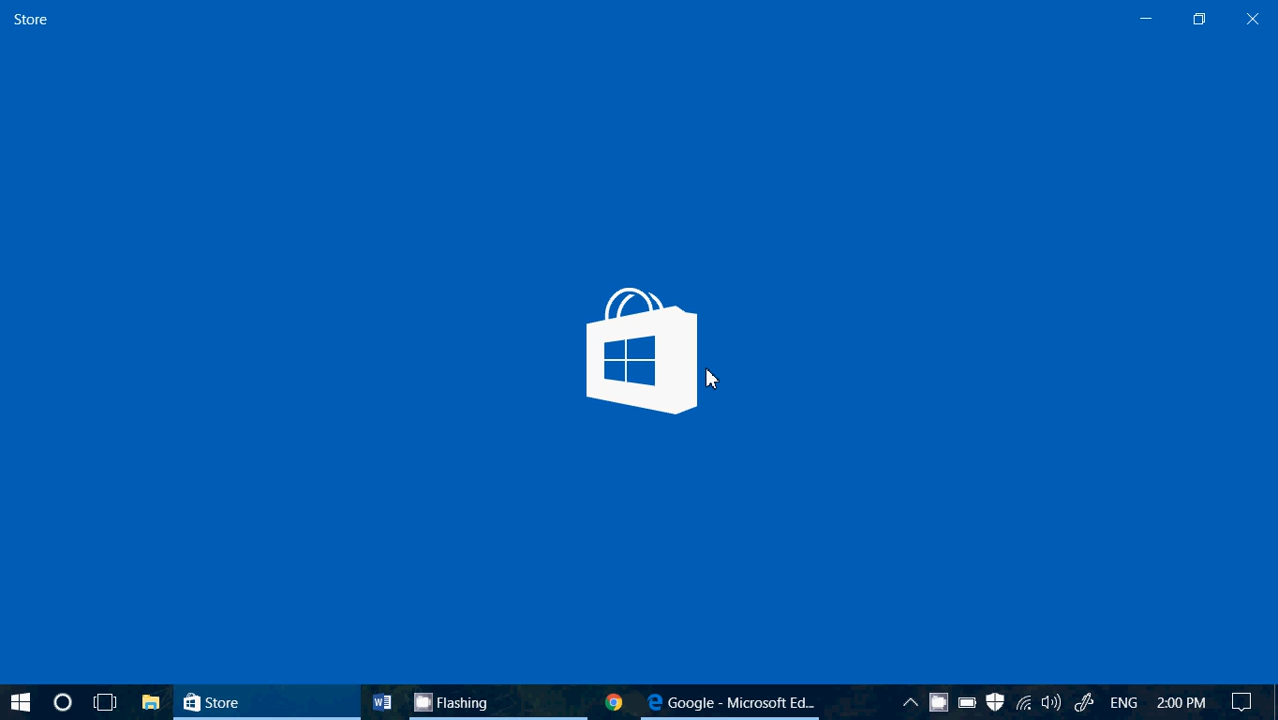 Store
Store
Flashing
Google - Microsoft Ed...
ENG
2:00 PM